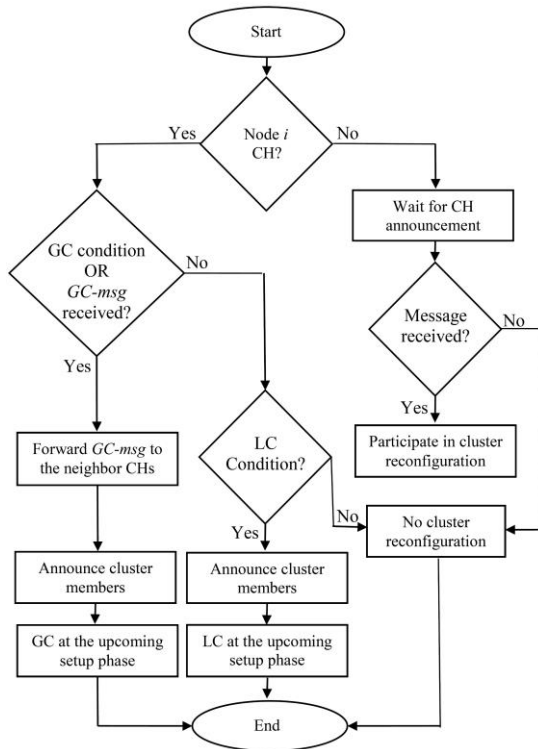 Start
Yes
Node i
CH?
No
Wait for CH
announcement
GC condition
OR
GC-msg
received?
No
Message
received?
No
Yes
Yes
Forward GC-msg to
the neighbor CHs
LC
Condition?
Participate in cluster
reconfiguration
No
Yes
No cluster
reconfiguration
Announce cluster
members
Announce cluster
members
GC at the upcoming
setup phase
LC at the upcoming
setup phase
End